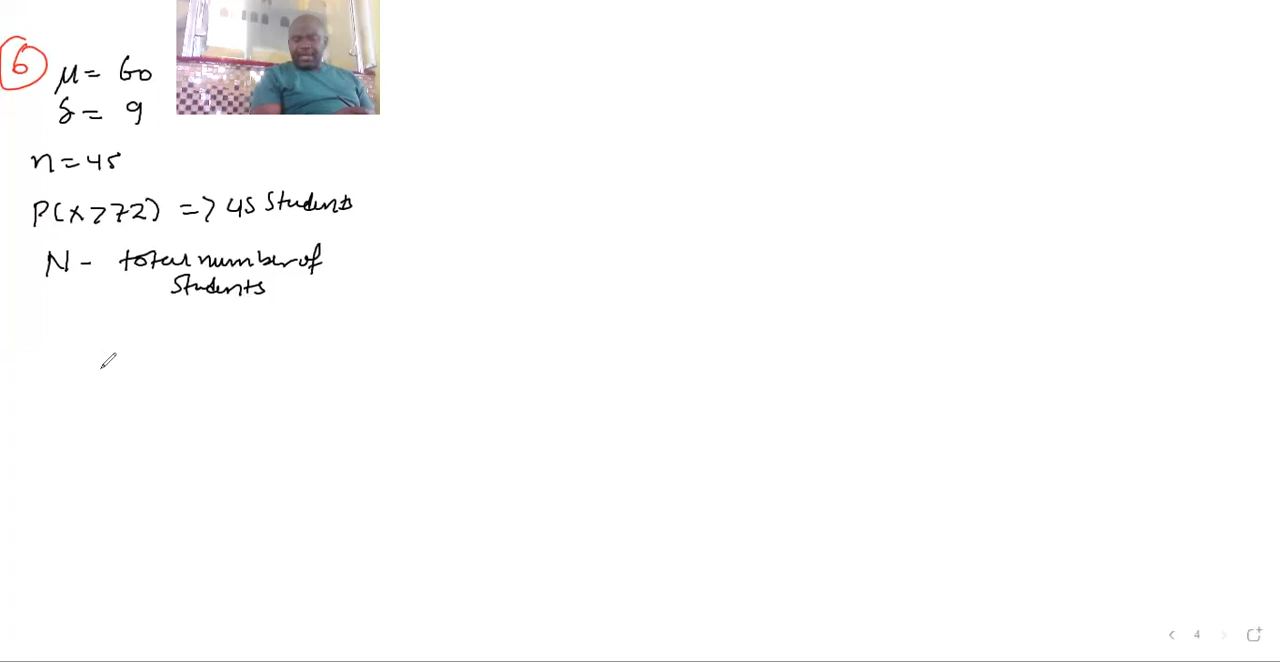 6
μ = 60
δ = 9
n = 45
P(X > 72) => 45 Students
N - total number of
Students
4